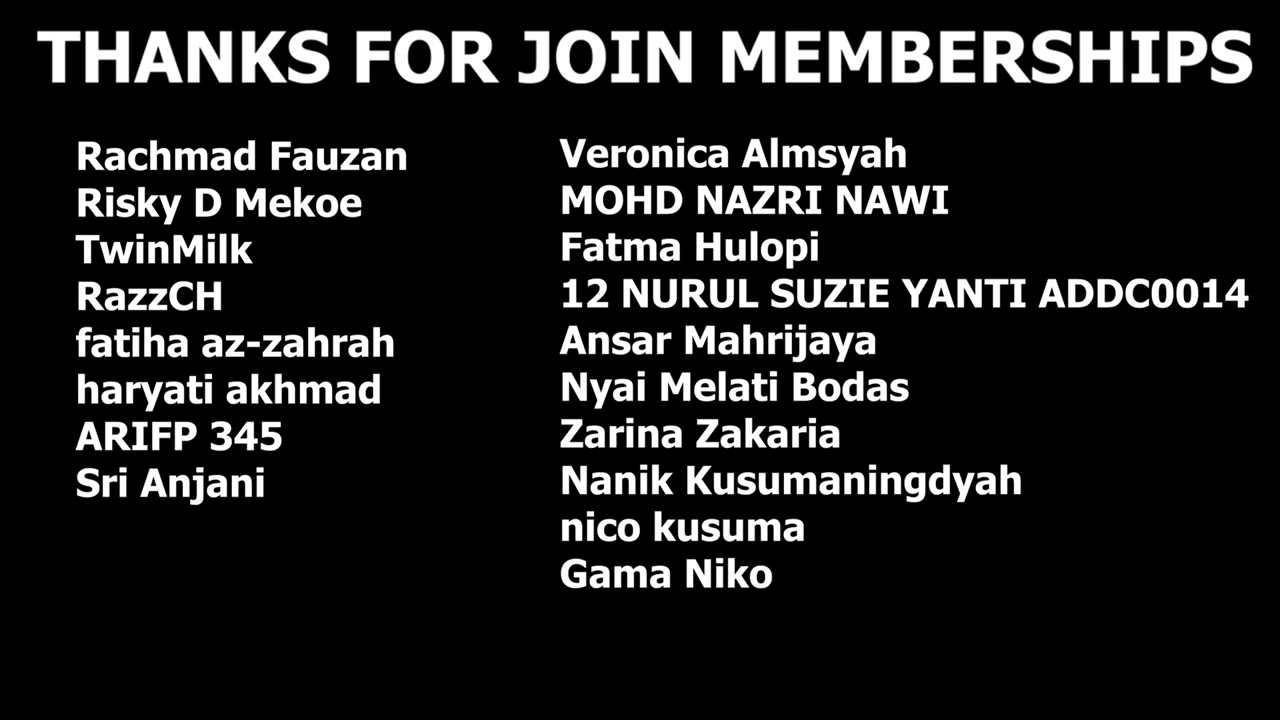 THANKS FOR JOIN MEMBERSHIPS
Rachmad Fauzan
Risky D Mekoe
TwinMilk
RazzCH
fatiha az-zahrah
haryati akhmad
ARIFP 345
Sri Anjani
Veronica Almsyah
MOHD NAZRI NAWI
Fatma Hulopi
12 NURUL SUZIE YANTI ADDC0014
Ansar Mahrijaya
Nyai Melati Bodas
Zarina Zakaria
Nanik Kusumaningdyah
nico kusuma
Gama Niko